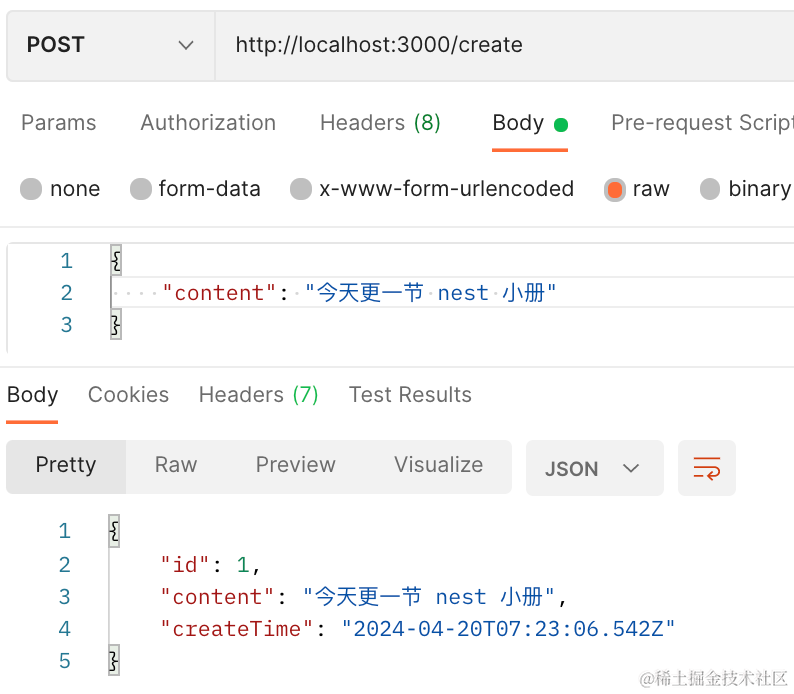 POST http://localhost:3000/create
Params Authorization Headers (8) Body Pre-request Script
none form-data x-www-form-urlencoded raw binary
1 {
2 "content": "今天更一节 nest 小册"
3 }
Body Cookies Headers (7) Test Results
Pretty Raw Preview Visualize JSON
1 {
2 "id": 1,
3 "content": "今天更一节 nest 小册",
4 "createTime": "2024-04-20T07:23:06.542Z"
5 }
@稀土掘金技术社区